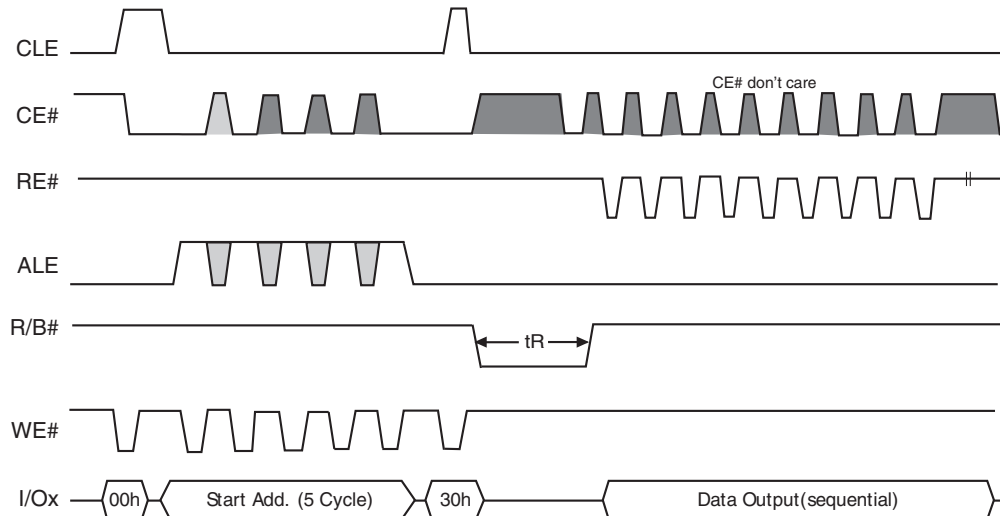 CLE
CE# don't care
CE#
RE#
ALE
R/B#
tR
WE#
I/Ox 00h Start Add. (5 Cycle) 30h Data Output(sequential)